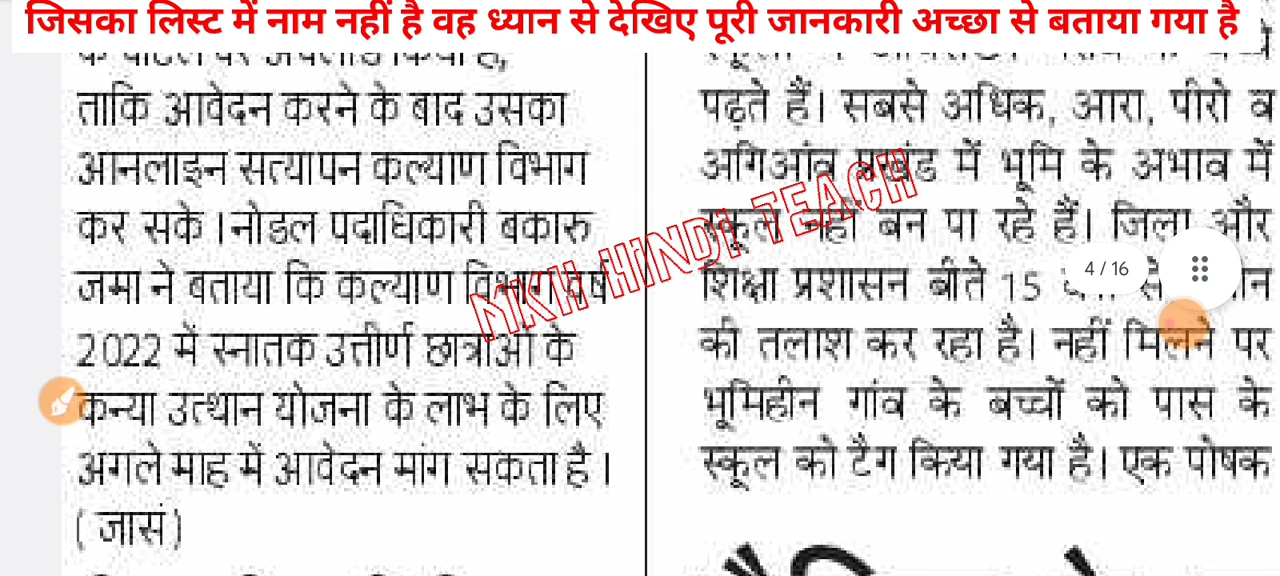 जिसका लिस्ट में नाम नहीं है वह ध्यान से देखिए पूरी जानकारी अच्छा से बताया गया है
ताकि आवेदन करने के बाद उसका
आनलाइन सत्यापन कल्याण विभाग
कर सके ।नोडल पदाधिकारी बकारु
जमा ने बताया कि कल्याण विभाग वर्ष
2022 में स्नातक उत्तीर्ण छात्राओं के
कन्या उत्थान योजना के लाभ के लिए
अगले माह में आवेदन मांग सकता है ।
( जासं)
पढ़ते हैं। सबसे अधिक, आरा, पीरो व
अगिआंव प्रखंड में भूमि के अभाव में
स्कूल नहीं बन पा रहे हैं। जिला और
शिक्षा प्रशासन बीते 15 से
की तलाश कर रहा है। नहीं मिलने पर
भूमिहीन गांव के बच्चों को पास के
स्कूल को टैग किया गया है। एक पोषक
MKH HINDI TEACH
4 / 16